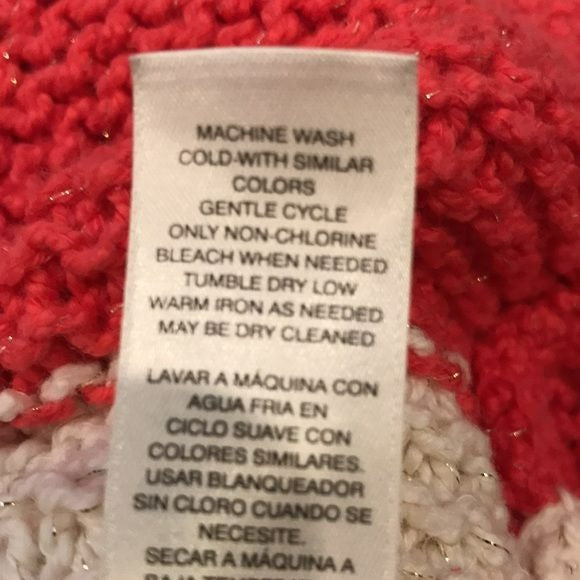 MACHINE WASH
COLD-WITH SIMILAR
COLORS
GENTLE CYCLE
ONLY NON-CHLORINE
BLEACH WHEN NEEDED
TUMBLE DRY LOW
WARM IRON AS NEEDED
MAY BE DRY CLEANED
LAVAR A MÁQUINA CON
AGUA FRIA EN
CICLO SUAVE CON
COLORES SIMILARES.
USAR BLANQUEADOR
SIN CLORO CUANDO SE
NECESITE.
SECAR A MÁQUINA A
BAJA